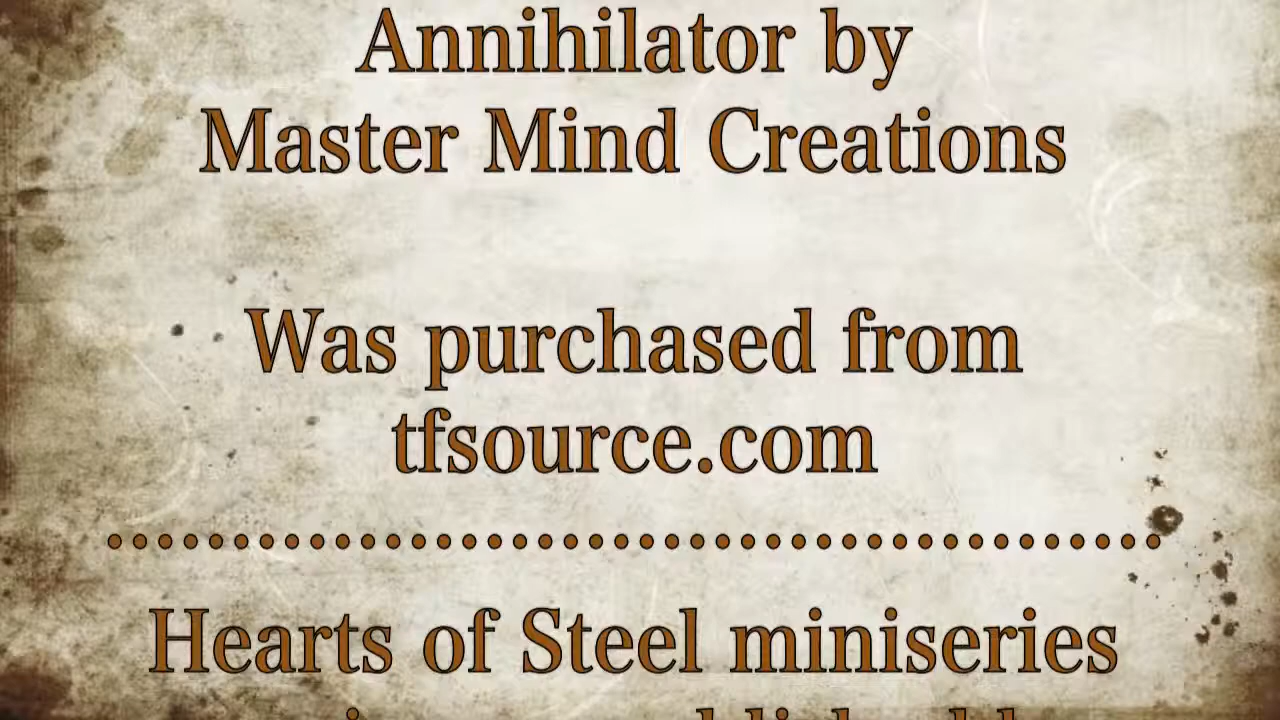 Annihilator by
Master Mind Creations
Was purchased from
tfsource.com
..........................................
Hearts of Steel miniseries